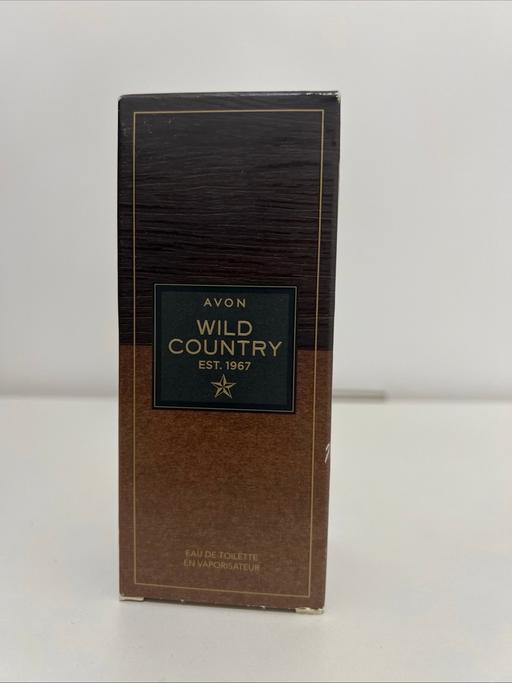 AVON
WILD
COUNTRY
EST. 1967
EAU DE TOILETTE
EN VAPORISATEUR